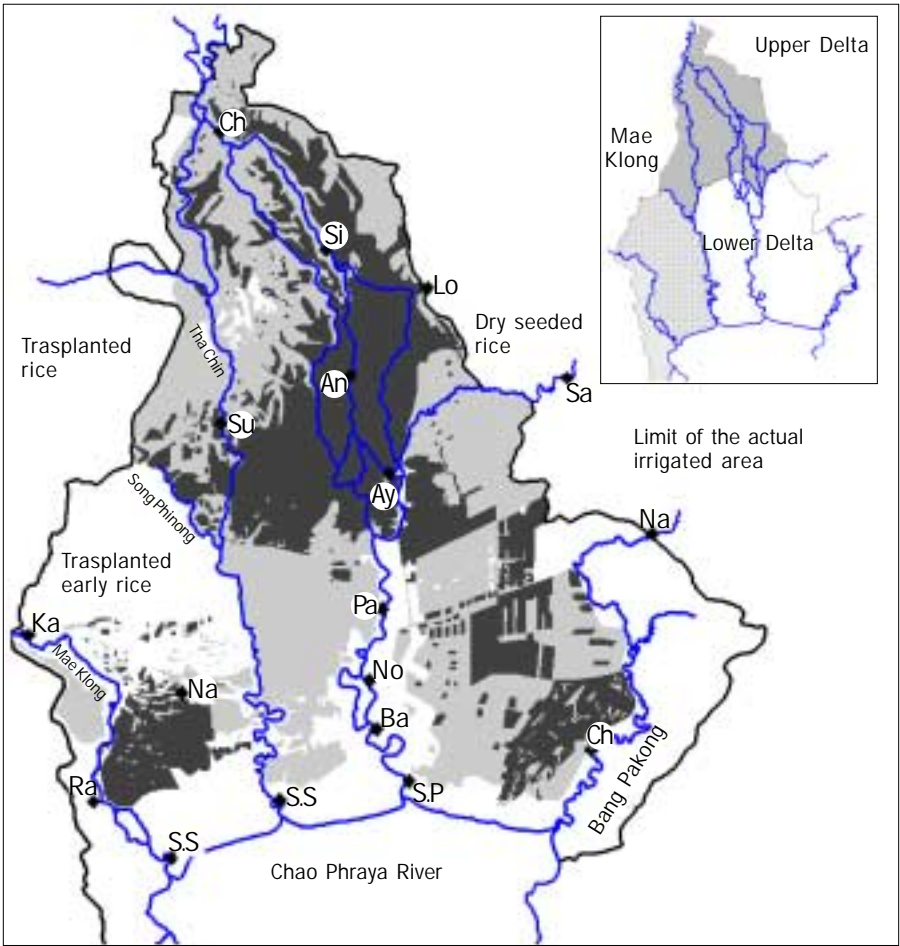 Upper Delta
Ch
Mae
Klong
Si
Lower Delta
Lo
Dry seeded
rice
Trasplanted
rice
Tha Chin
An
Sa
Su
Limit of the actual
irrigated area
Ay
Song Phinong
Na
Trasplanted
early rice
Pa
Ka
Mae Klong
Na
No
Ba
Ch
Bang Pakong
Ra
S.S
S.P
S.S
Chao Phraya River